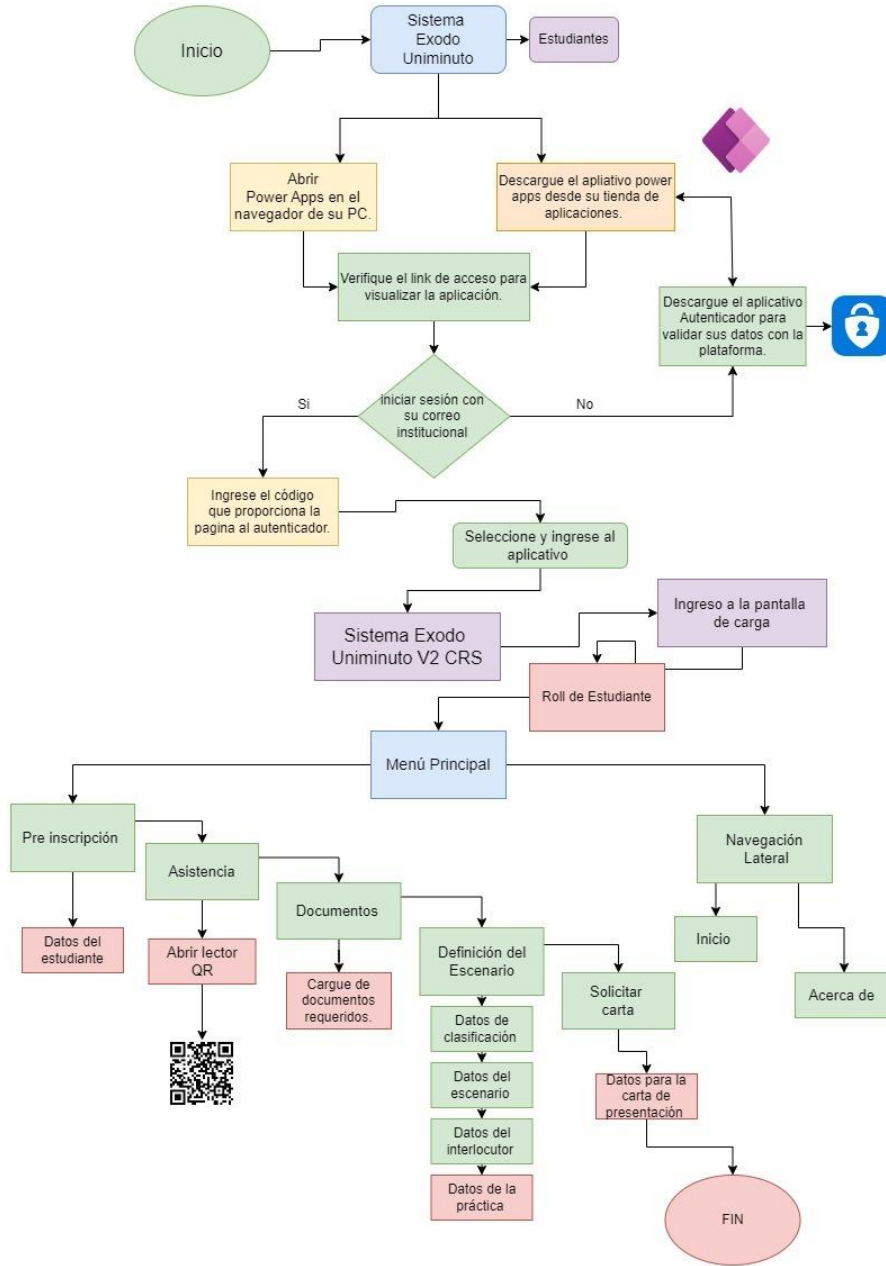 Inicio
Sistema
Exodo
Uniminuto
Estudiantes
Abrir
Power Apps en el
navegador de su PC.
Descargue el apliativo power
apps desde su tienda de
aplicaciones.
Verifique el link de acceso para
visualizar la aplicación.
Descargue el aplicativo
Autenticador para
validar sus datos con la
plataforma.
Si
iniciar sesión con
su correo
institucional
No
Ingrese el código
que proporciona la
pagina al autenticador.
Seleccione y ingrese al
aplicativo
Sistema Exodo
Uniminuto V2 CRS
Ingreso a la pantalla
de carga
Roll de Estudiante
Menú Principal
Pre inscripción
Asistencia
Documentos
Definición del
Escenario
Solicitar
carta
Navegación
Lateral
Inicio
Acerca de
Datos del
estudiante
Abrir lector
QR
Cargue de
documentos
requeridos.
Datos de
clasificación
Datos del
escenario
Datos del
interlocutor
Datos de la
práctica
Datos para la
carta de
presentación
FIN